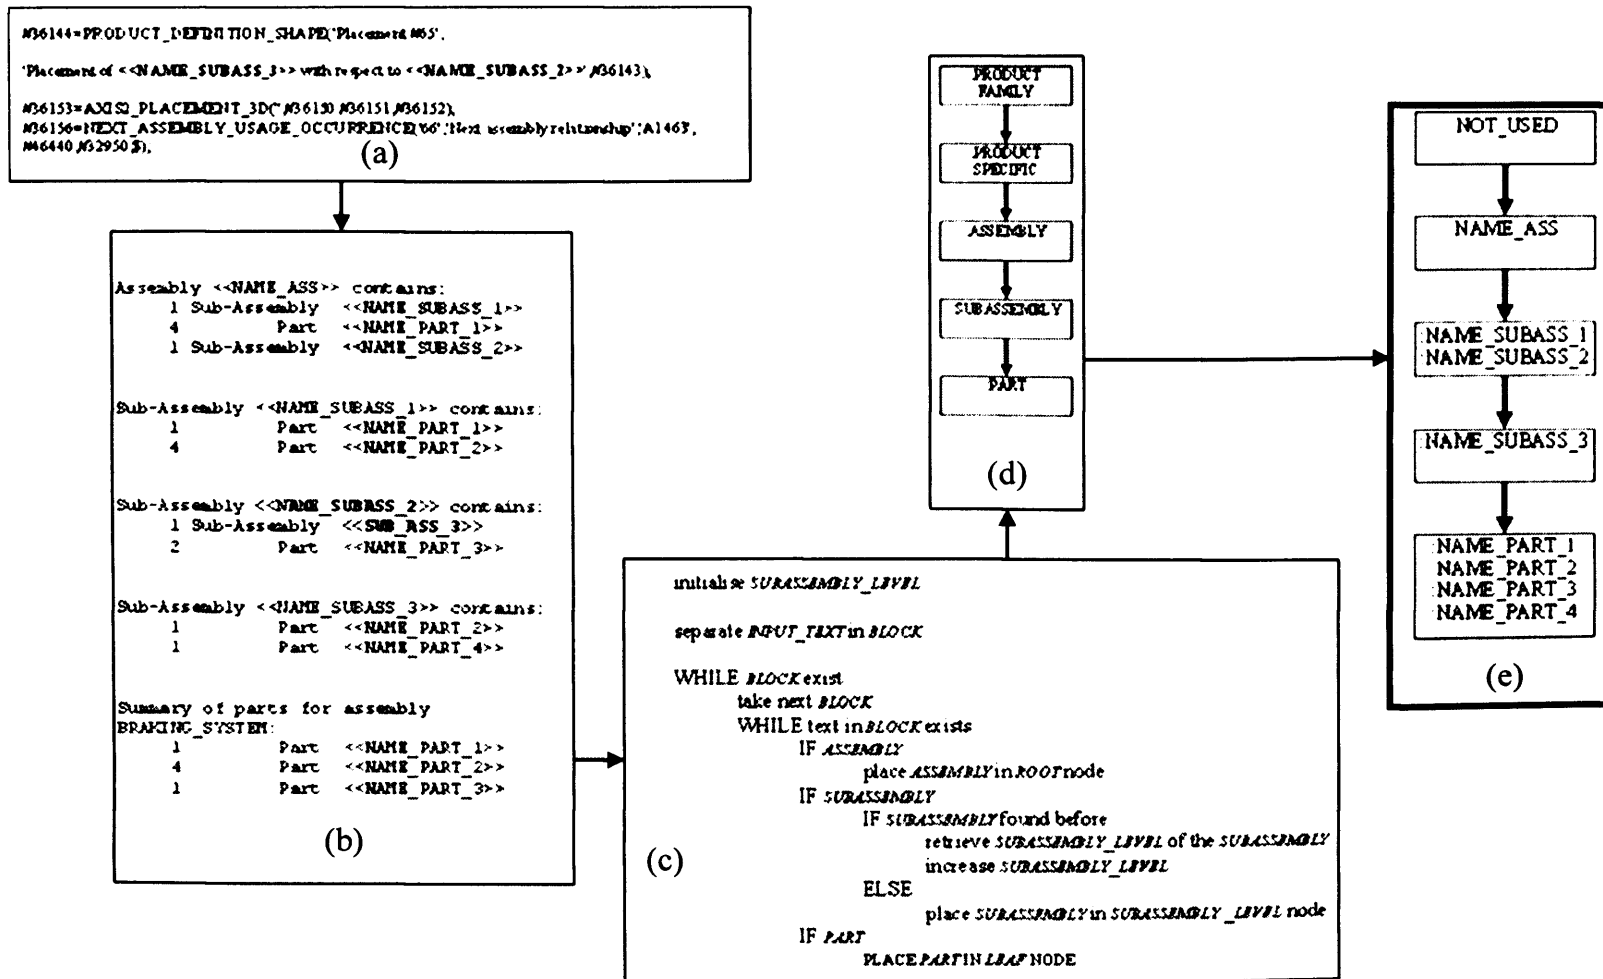 #36144=PRODUCT_DEFINITION_SHAPE('Placement #65',
'Placement of <<NAME_SUBASS_3>> with respect to <<NAME_SUBASS_2>>',#36143),
#36153=AXIS2_PLACEMENT_3D('',#36150,#36151,#36152),
#36156=NEXT_ASSEMBLY_USAGE_OCCURRENCE('66','Next assembly relationship','A1463',
#46440,#32950,$),
(a)
Assembly <<NAME_ASS>> contains:
1 Sub-Assembly <<NAME_SUBASS_1>>
4 Part <<NAME_PART_1>>
1 Sub-Assembly <<NAME_SUBASS_2>>
Sub-Assembly <<NAME_SUBASS_1>> contains:
1 Part <<NAME_PART_1>>
4 Part <<NAME_PART_2>>
Sub-Assembly <<NAME_SUBASS_2>> contains:
1 Sub-Assembly <<SUB_ASS_3>>
2 Part <<NAME_PART_3>>
Sub-Assembly <<NAME_SUBASS_3>> contains:
1 Part <<NAME_PART_2>>
1 Part <<NAME_PART_4>>
Summary of parts for assembly
BRAKING_SYSTEM:
1 Part <<NAME_PART_1>>
4 Part <<NAME_PART_2>>
1 Part <<NAME_PART_3>>
(b)
initialise SUBASSEMBLY_LEVEL
separate INPUT_TEXT in BLOCK
WHILE BLOCK exist
take next BLOCK
WHILE text in BLOCK exists
IF ASSEMBLY
place ASSEMBLY in ROOT node
IF SUBASSEMBLY
IF SUBASSEMBLY found before
retrieve SUBASSEMBLY_LEVEL of the SUBASSEMBLY
increase SUBASSEMBLY_LEVEL
ELSE
place SUBASSEMBLY in SUBASSEMBLY_LEVEL node
IF PART
PLACE PART IN LEAF NODE
(c)
PRODUCT
FAMILY
PRODUCT
SPECIFIC
ASSEMBLY
SUBASSEMBLY
PART
(d)
NOT_USED
NAME_ASS
NAME_SUBASS_1
NAME_SUBASS_2
NAME_SUBASS_3
NAME_PART_1
NAME_PART_2
NAME_PART_3
NAME_PART_4
(e)